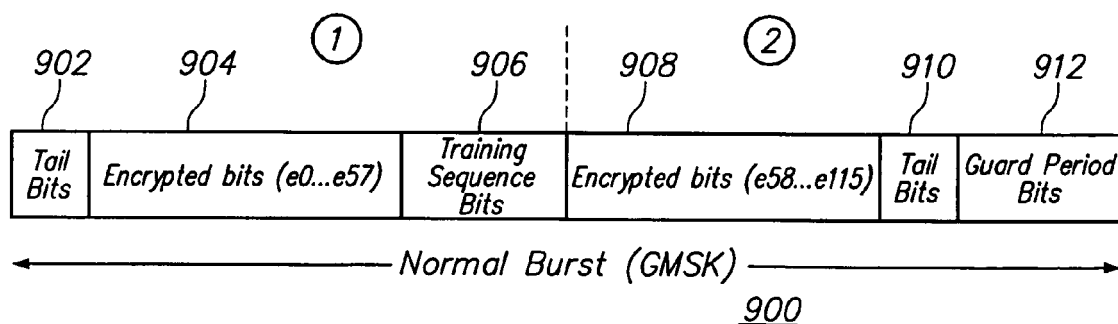 1
2
902
904
906
908
910
912
Tail
Bits
Encrypted bits (e0...e57)
Training
Sequence
Bits
Encrypted bits (e58...e115)
Tail
Bits
Guard Period
Bits
Normal Burst (GMSK)
900